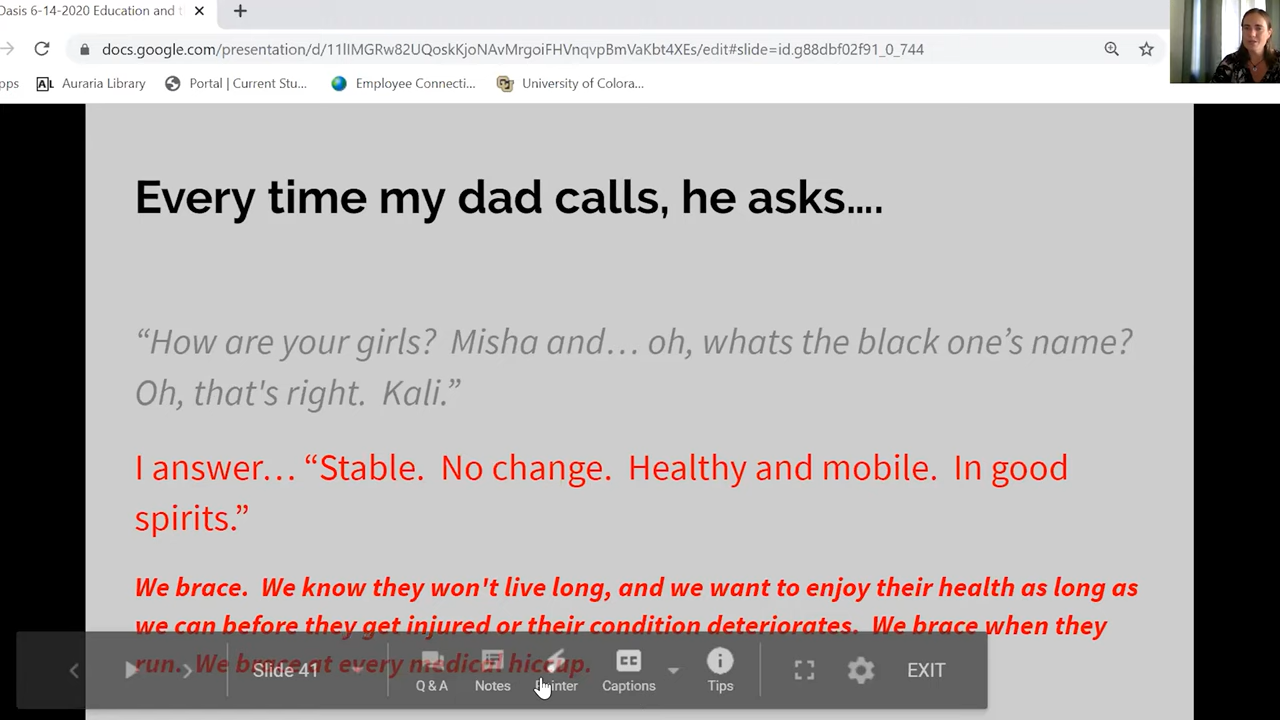 Oasis 6-14-2020 Education and t
docs.google.com/presentation/d/11lIMGRw82UQoskKjoNAvMrgoiFHVnqvpBmVaKbt4XEs/edit#slide=id.g88dbf02f91_0_744
pps Auraria Library Portal | Current Stu... Employee Connecti... University of Colora...
Every time my dad calls, he asks....
“How are your girls? Misha and… oh, whats the black one’s name?
Oh, that's right. Kali.”
I answer… “Stable. No change. Healthy and mobile. In good
spirits.”
We brace. We know they won't live long, and we want to enjoy their health as long as
we can before they get injured or their condition deteriorates. We brace when they
run. We brace at every medical hiccup.
Slide 41 Q & A Notes Pointer CC Captions Tips EXIT